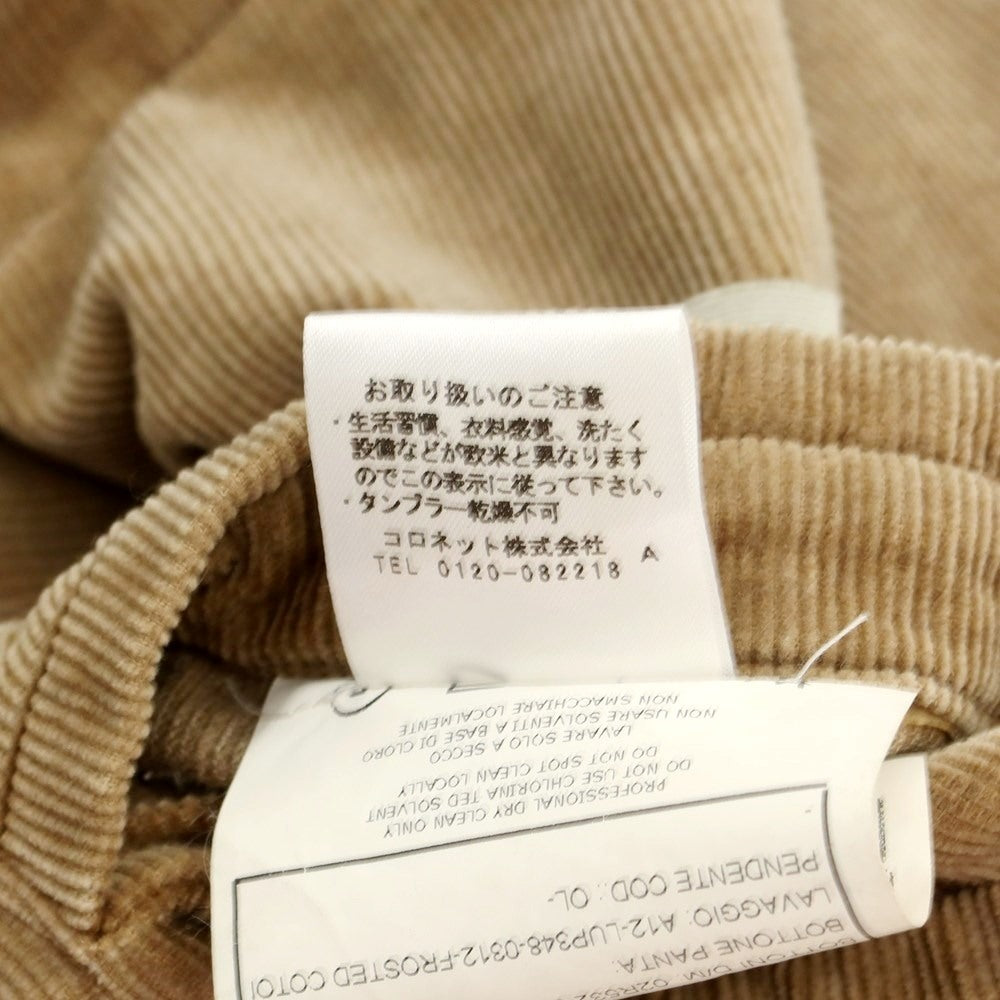 お取り扱いのご注意
・生活習慣、衣料感覚、洗たく
設備などが欧米と異なります
のでこの表示に従って下さい。
・タンブラー乾燥不可
コロネット株式会社 A
TEL 0120-082218
BOTTONE PANTA:
LAVAGGIO: A12-LUP348-0312-FROSTED COTO
PENDENTE COD.: OL-
PROFESSIONAL DRY CLEAN ONLY
DO NOT USE CHLORINA TED SOLVENT
DO NOT SPOT CLEAN LOCALLY
LAVARE SOLO A SECCO
NON USARE SOLVENTI A BASE DI CLORO
NON SMACCHIARE LOCALMENTE